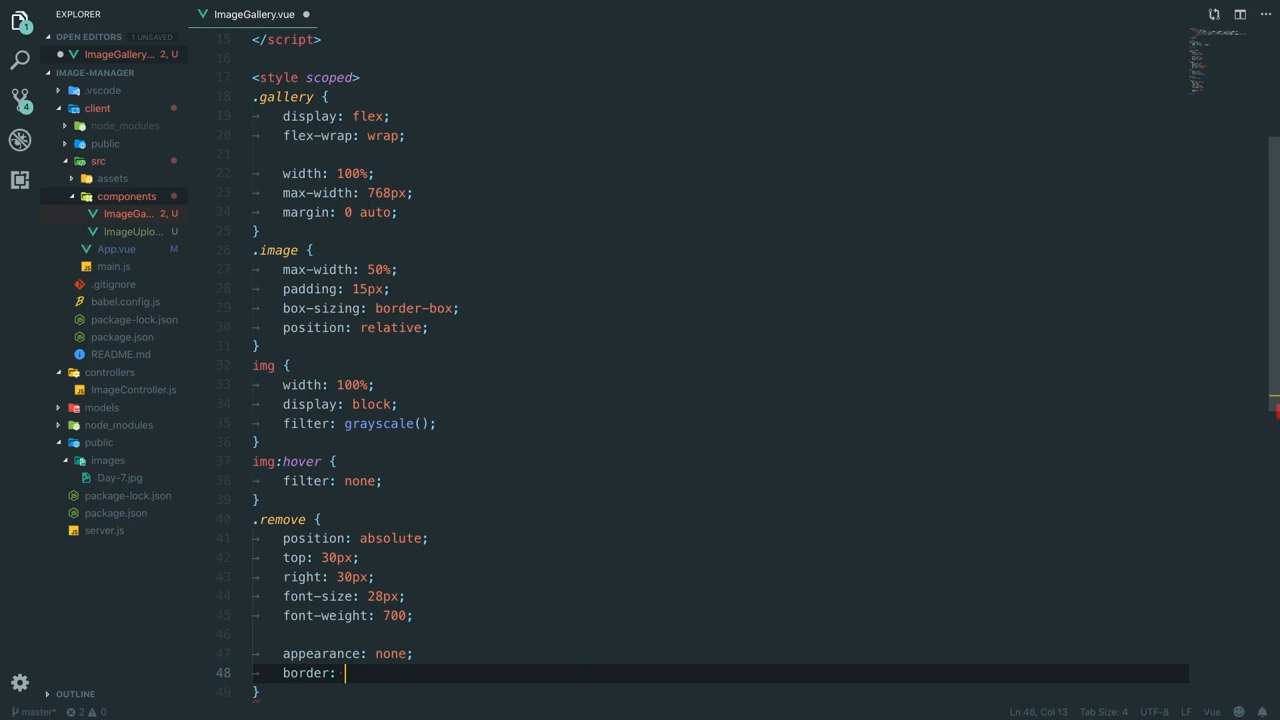 EXPLORER
OPEN EDITORS 1 UNSAVED
ImageGallery... 2, U
IMAGE-MANAGER
.vscode
client
node_modules
public
src
assets
components
ImageGa... 2, U
ImageUplo... U
App.vue M
main.js
.gitignore
babel.config.js
package-lock.json
package.json
README.md
controllers
ImageController.js
models
node_modules
public
images
Day-7.jpg
package-lock.json
package.json
server.js
OUTLINE
1
4
ImageGallery.vue
15 </script>
16
17 <style scoped>
18 .gallery {
19 → display: flex;
20 → flex-wrap: wrap;
21
22 → width: 100%;
23 → max-width: 768px;
24 → margin: 0 auto;
25 }
26 .image {
27 → max-width: 50%;
28 → padding: 15px;
29 → box-sizing: border-box;
30 → position: relative;
31 }
32 img {
33 → width: 100%;
34 → display: block;
35 → filter: grayscale();
36 }
37 img:hover {
38 → filter: none;
39 }
40 .remove {
41 → position: absolute;
42 → top: 30px;
43 → right: 30px;
44 → font-size: 28px;
45 → font-weight: 700;
46
47 → appearance: none;
48 → border:
49 }
master* 2 0 Ln 48, Col 13 Tab Size: 4 UTF-8 LF Vue